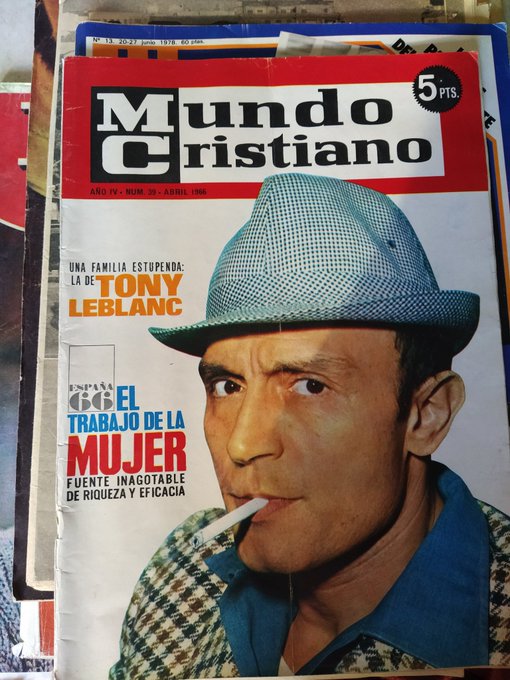 Nº 13. 20-27 junio 1978. 60 ptas.
5 PTS.
Mundo
Cristiano
AÑO IV - NUM. 39 - ABRIL 1966
UNA FAMILIA ESTUPENDA:
LA DE TONY
LEBLANC
ESPAÑA
66 EL
TRABAJO DE LA
MUJER
FUENTE INAGOTABLE
DE RIQUEZA Y EFICACIA